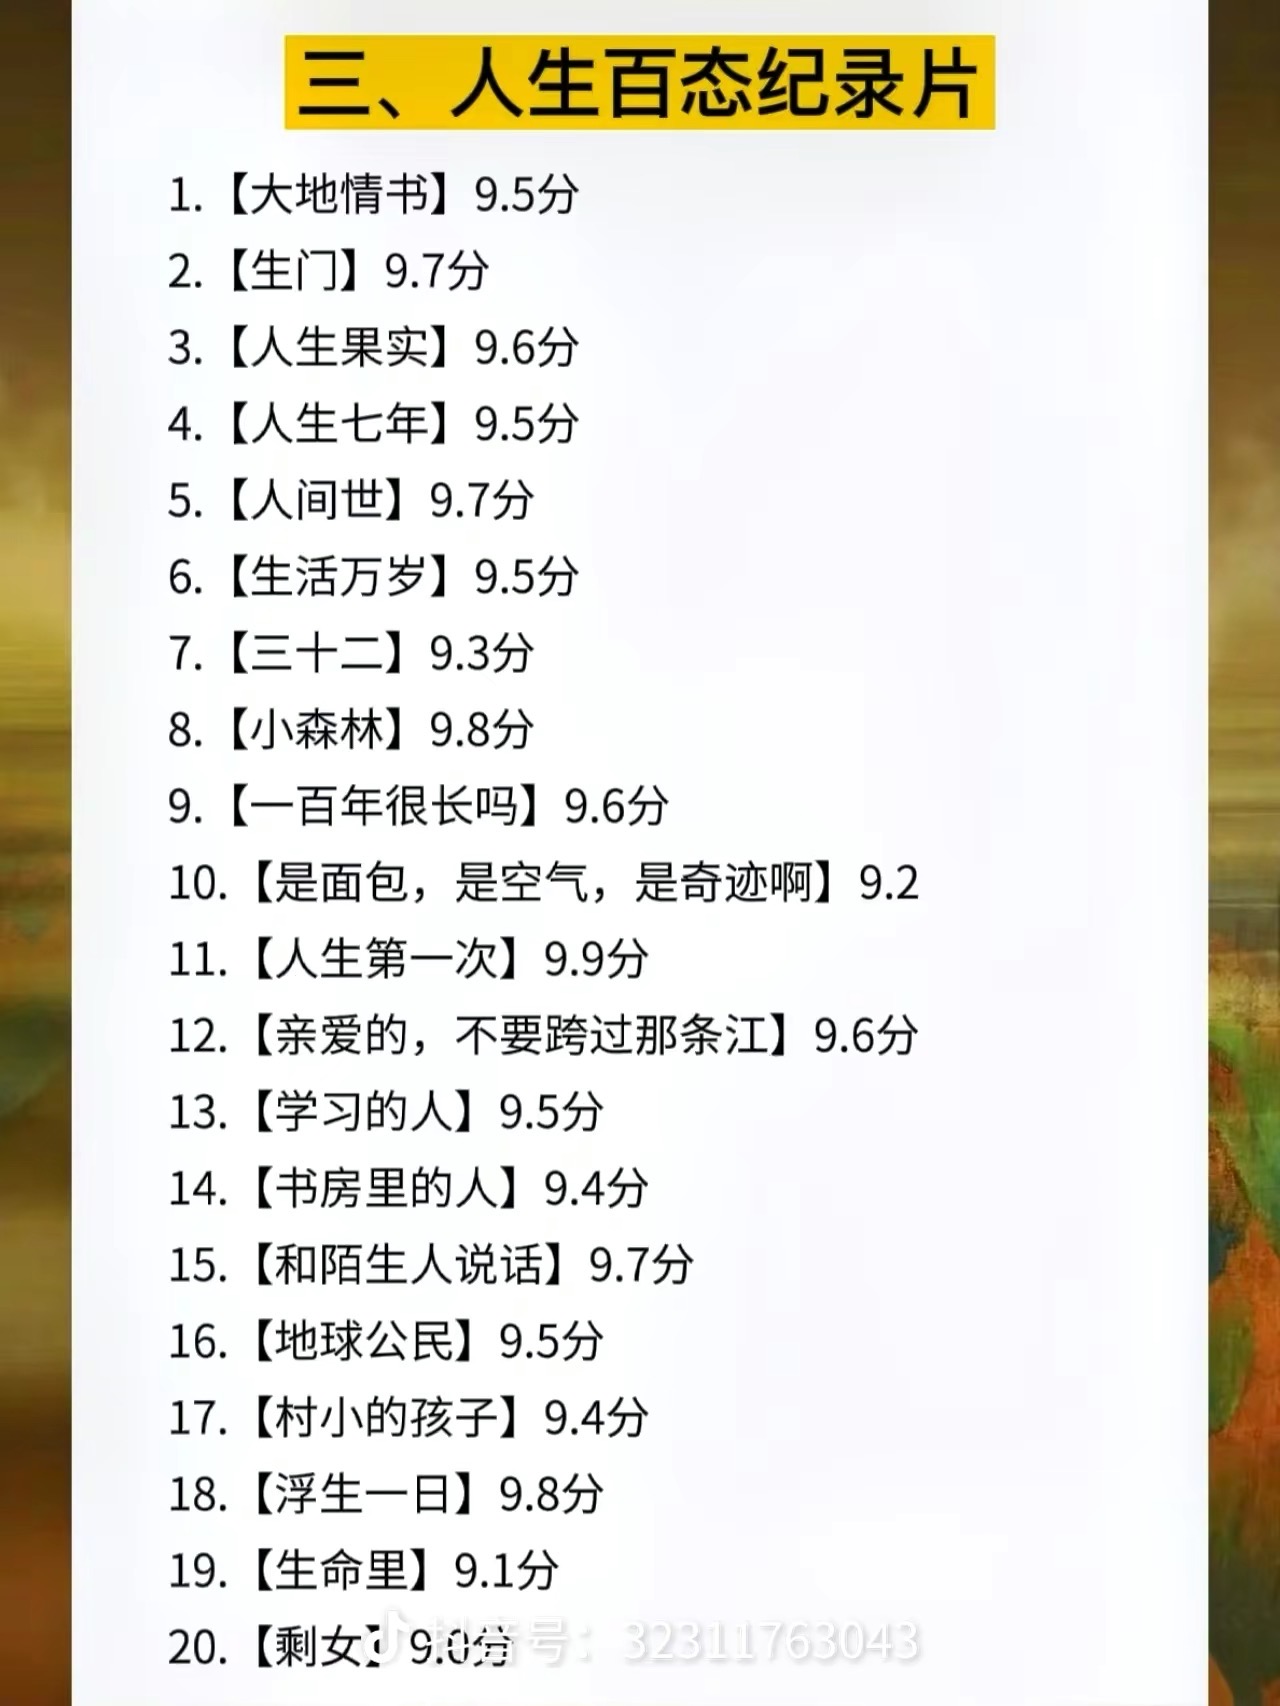 三、人生百态纪录片
1.【大地情书】9.5分
2.【生门】9.7分
3.【人生果实】9.6分
4.【人生七年】9.5分
5.【人间世】9.7分
6.【生活万岁】9.5分
7.【三十二】9.3分
8.【小森林】9.8分
9.【一百年很长吗】9.6分
10.【是面包，是空气，是奇迹啊】9.2
11.【人生第一次】9.9分
12.【亲爱的，不要跨过那条江】9.6分
13.【学习的人】9.5分
14.【书房里的人】9.4分
15.【和陌生人说话】9.7分
16.【地球公民】9.5分
17.【村小的孩子】9.4分
18.【浮生一日】9.8分
19.【生命里】9.1分
20.【剩女】9.0分
抖音号：32311763043